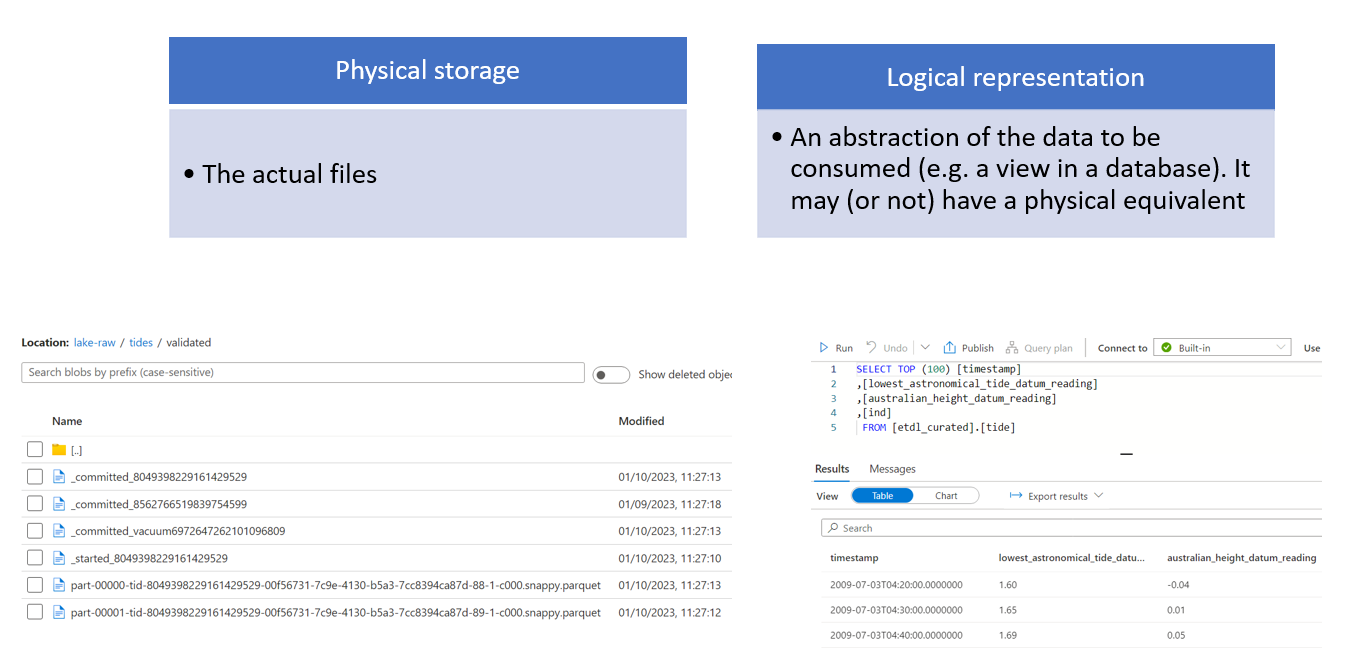 Physical storage
• The actual files
Logical representation
• An abstraction of the data to be
consumed (e.g. a view in a database). It
may (or not) have a physical equivalent
Location: lake-raw / tides / validated
Search blobs by prefix (case-sensitive)
Show deleted objec
Name Modified
[..]
_committed_8049398229161429529 01/10/2023, 11:27:13
_committed_8562766519839754599 01/09/2023, 11:27:18
_committed_vacuum6972647262101096809 01/10/2023, 11:27:13
_started_8049398229161429529 01/10/2023, 11:27:10
part-00000-tid-8049398229161429529-00f56731-7c9e-4130-b5a3-7cc8394ca87d-88-1-c000.snappy.parquet 01/10/2023, 11:27:13
part-00001-tid-8049398229161429529-00f56731-7c9e-4130-b5a3-7cc8394ca87d-89-1-c000.snappy.parquet 01/10/2023, 11:27:12
Run Undo Publish Query plan Connect to Built-in Use
1 SELECT TOP (100) [timestamp]
2 ,[lowest_astronomical_tide_datum_reading]
3 ,[australian_height_datum_reading]
4 ,[ind]
5 FROM [etdl_curated].[tide]
Results Messages
View Table Chart Export results
Search
timestamp lowest_astronomical_tide_datu... australian_height_datum_reading
2009-07-03T04:20:00.0000000 1.60 -0.04
2009-07-03T04:30:00.0000000 1.65 0.01
2009-07-03T04:40:00.0000000 1.69 0.05